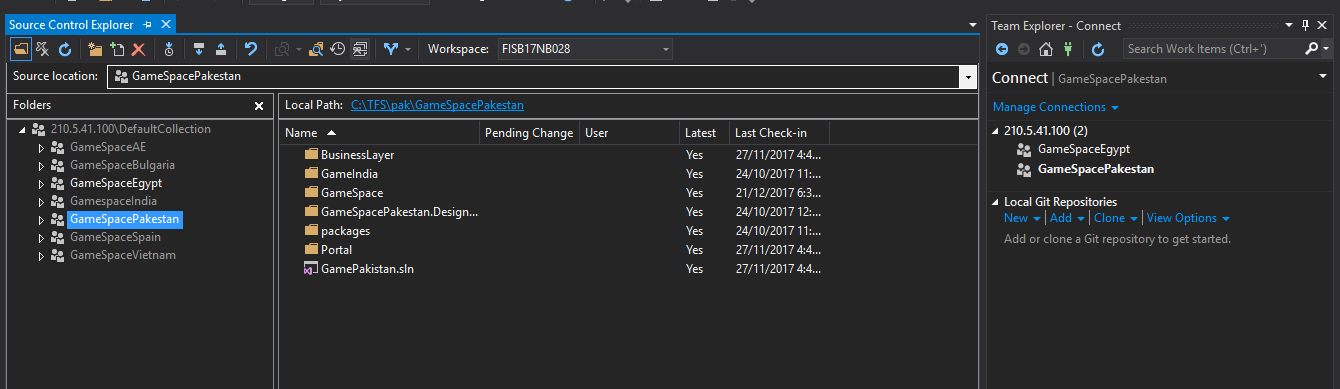 Source Control Explorer
Workspace: FISB17NB028
Source location: GameSpacePakestan
Folders
210.5.41.100\DefaultCollection
GameSpaceAE
GameSpaceBulgaria
GameSpaceEgypt
GamespaceIndia
GameSpacePakestan
GameSpaceSpain
GameSpaceVietnam
Local Path: C:\TFS\pak\GameSpacePakestan
Name Pending Change User Latest Last Check-in
BusinessLayer Yes 27/11/2017 4:4...
GameIndia Yes 24/10/2017 11:...
GameSpace Yes 21/12/2017 6:3...
GameSpacePakestan.Design... Yes 24/10/2017 12:...
packages Yes 24/10/2017 11:...
Portal Yes 27/11/2017 4:4...
GamePakistan.sln Yes 27/11/2017 4:4...
Team Explorer - Connect
Search Work Items (Ctrl+')
Connect | GameSpacePakestan
Manage Connections
210.5.41.100 (2)
GameSpaceEgypt
GameSpacePakestan
Local Git Repositories
New | Add | Clone | View Options
Add or clone a Git repository to get started.